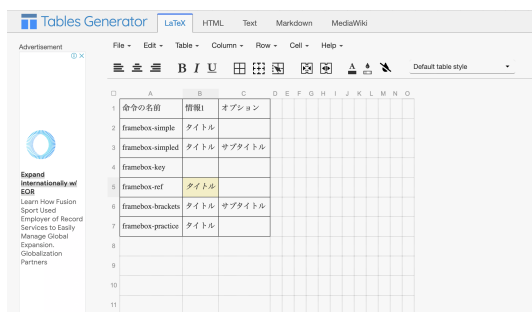 Tables Generator
LaTeX HTML Text Markdown MediaWiki
Advertisement
File Edit Table Column Row Cell Help
B I U A Default table style
A B C D E F G H I J K L M N O
1 命令の名前 情報1 オプション
2 framebox-simple タイトル
3 framebox-simpled タイトル サブタイトル
4 framebox-key
5 framebox-ref タイトル
6 framebox-brackets タイトル サブタイトル
7 framebox-practice タイトル
8
9
10
11
Expand
internationally w/
EOR
Learn How Fusion
Sport Used
Employer of Record
Services to Easily
Manage Global
Expansion.
Globalization
Partners